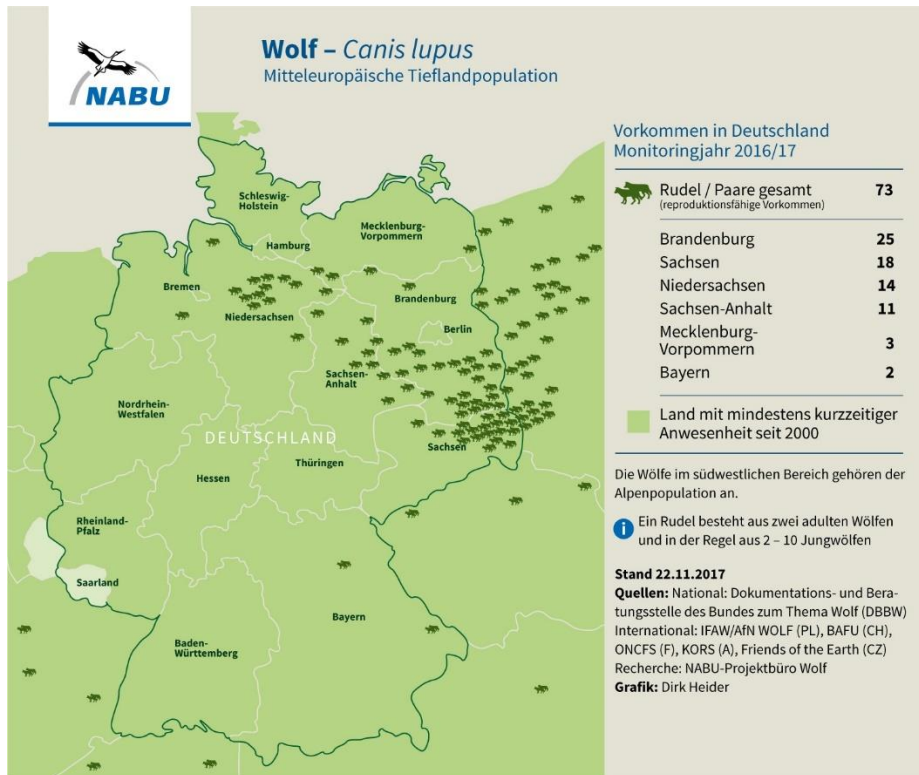 NABU
Wolf – Canis lupus
Mitteleuropäische Tieflandpopulation
Schleswig-
Holstein
Hamburg
Mecklenburg-
Vorpommern
Bremen
Niedersachsen
Brandenburg
Berlin
Sachsen-
Anhalt
Nordrhein-
Westfalen
DEUTSCHLAND
Hessen
Thüringen
Sachsen
Rheinland-
Pfalz
Saarland
Bayern
Baden-
Württemberg
Vorkommen in Deutschland
Monitoringjahr 2016/17
Rudel / Paare gesamt 73
(reproduktionsfähige Vorkommen)
Brandenburg 25
Sachsen 18
Niedersachsen 14
Sachsen-Anhalt 11
Mecklenburg-
Vorpommern 3
Bayern 2
Land mit mindestens kurzzeitiger
Anwesenheit seit 2000
Die Wölfe im südwestlichen Bereich gehören der
Alpenpopulation an.
i Ein Rudel besteht aus zwei adulten Wölfen
und in der Regel aus 2 – 10 Jungwölfen
Stand 22.11.2017
Quellen: National: Dokumentations- und Bera-
tungsstelle des Bundes zum Thema Wolf (DBBW)
International: IFAW/AfN WOLF (PL), BAFU (CH),
ONCFS (F), KORS (A), Friends of the Earth (CZ)
Recherche: NABU-Projektbüro Wolf
Grafik: Dirk Heider